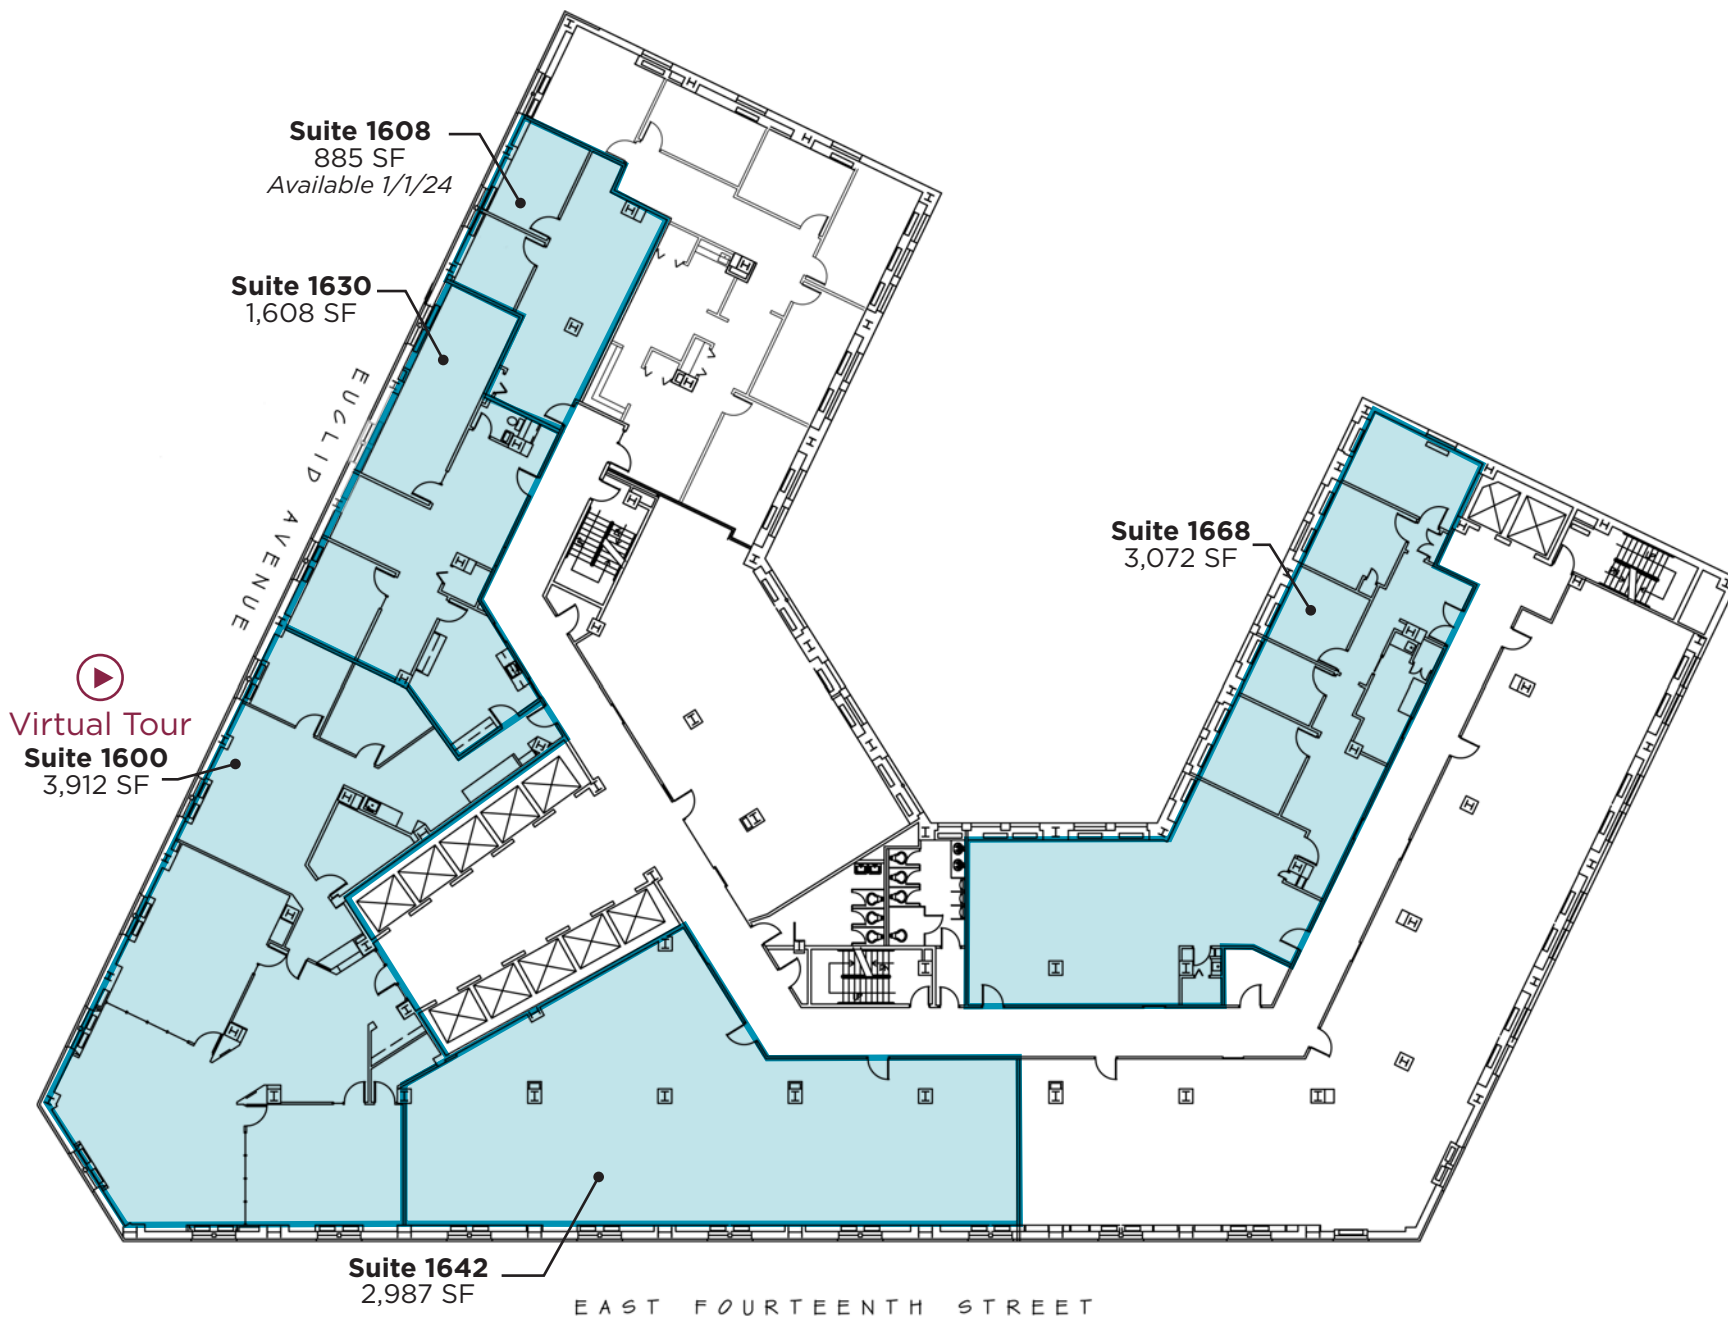 Suite 1608
885 SF
Available 1/1/24
Suite 1630
1,608 SF
EUCLID AVENUE
Suite 1668
3,072 SF
Virtual Tour
Suite 1600
3,912 SF
Suite 1642
2,987 SF
EAST FOURTEENTH STREET